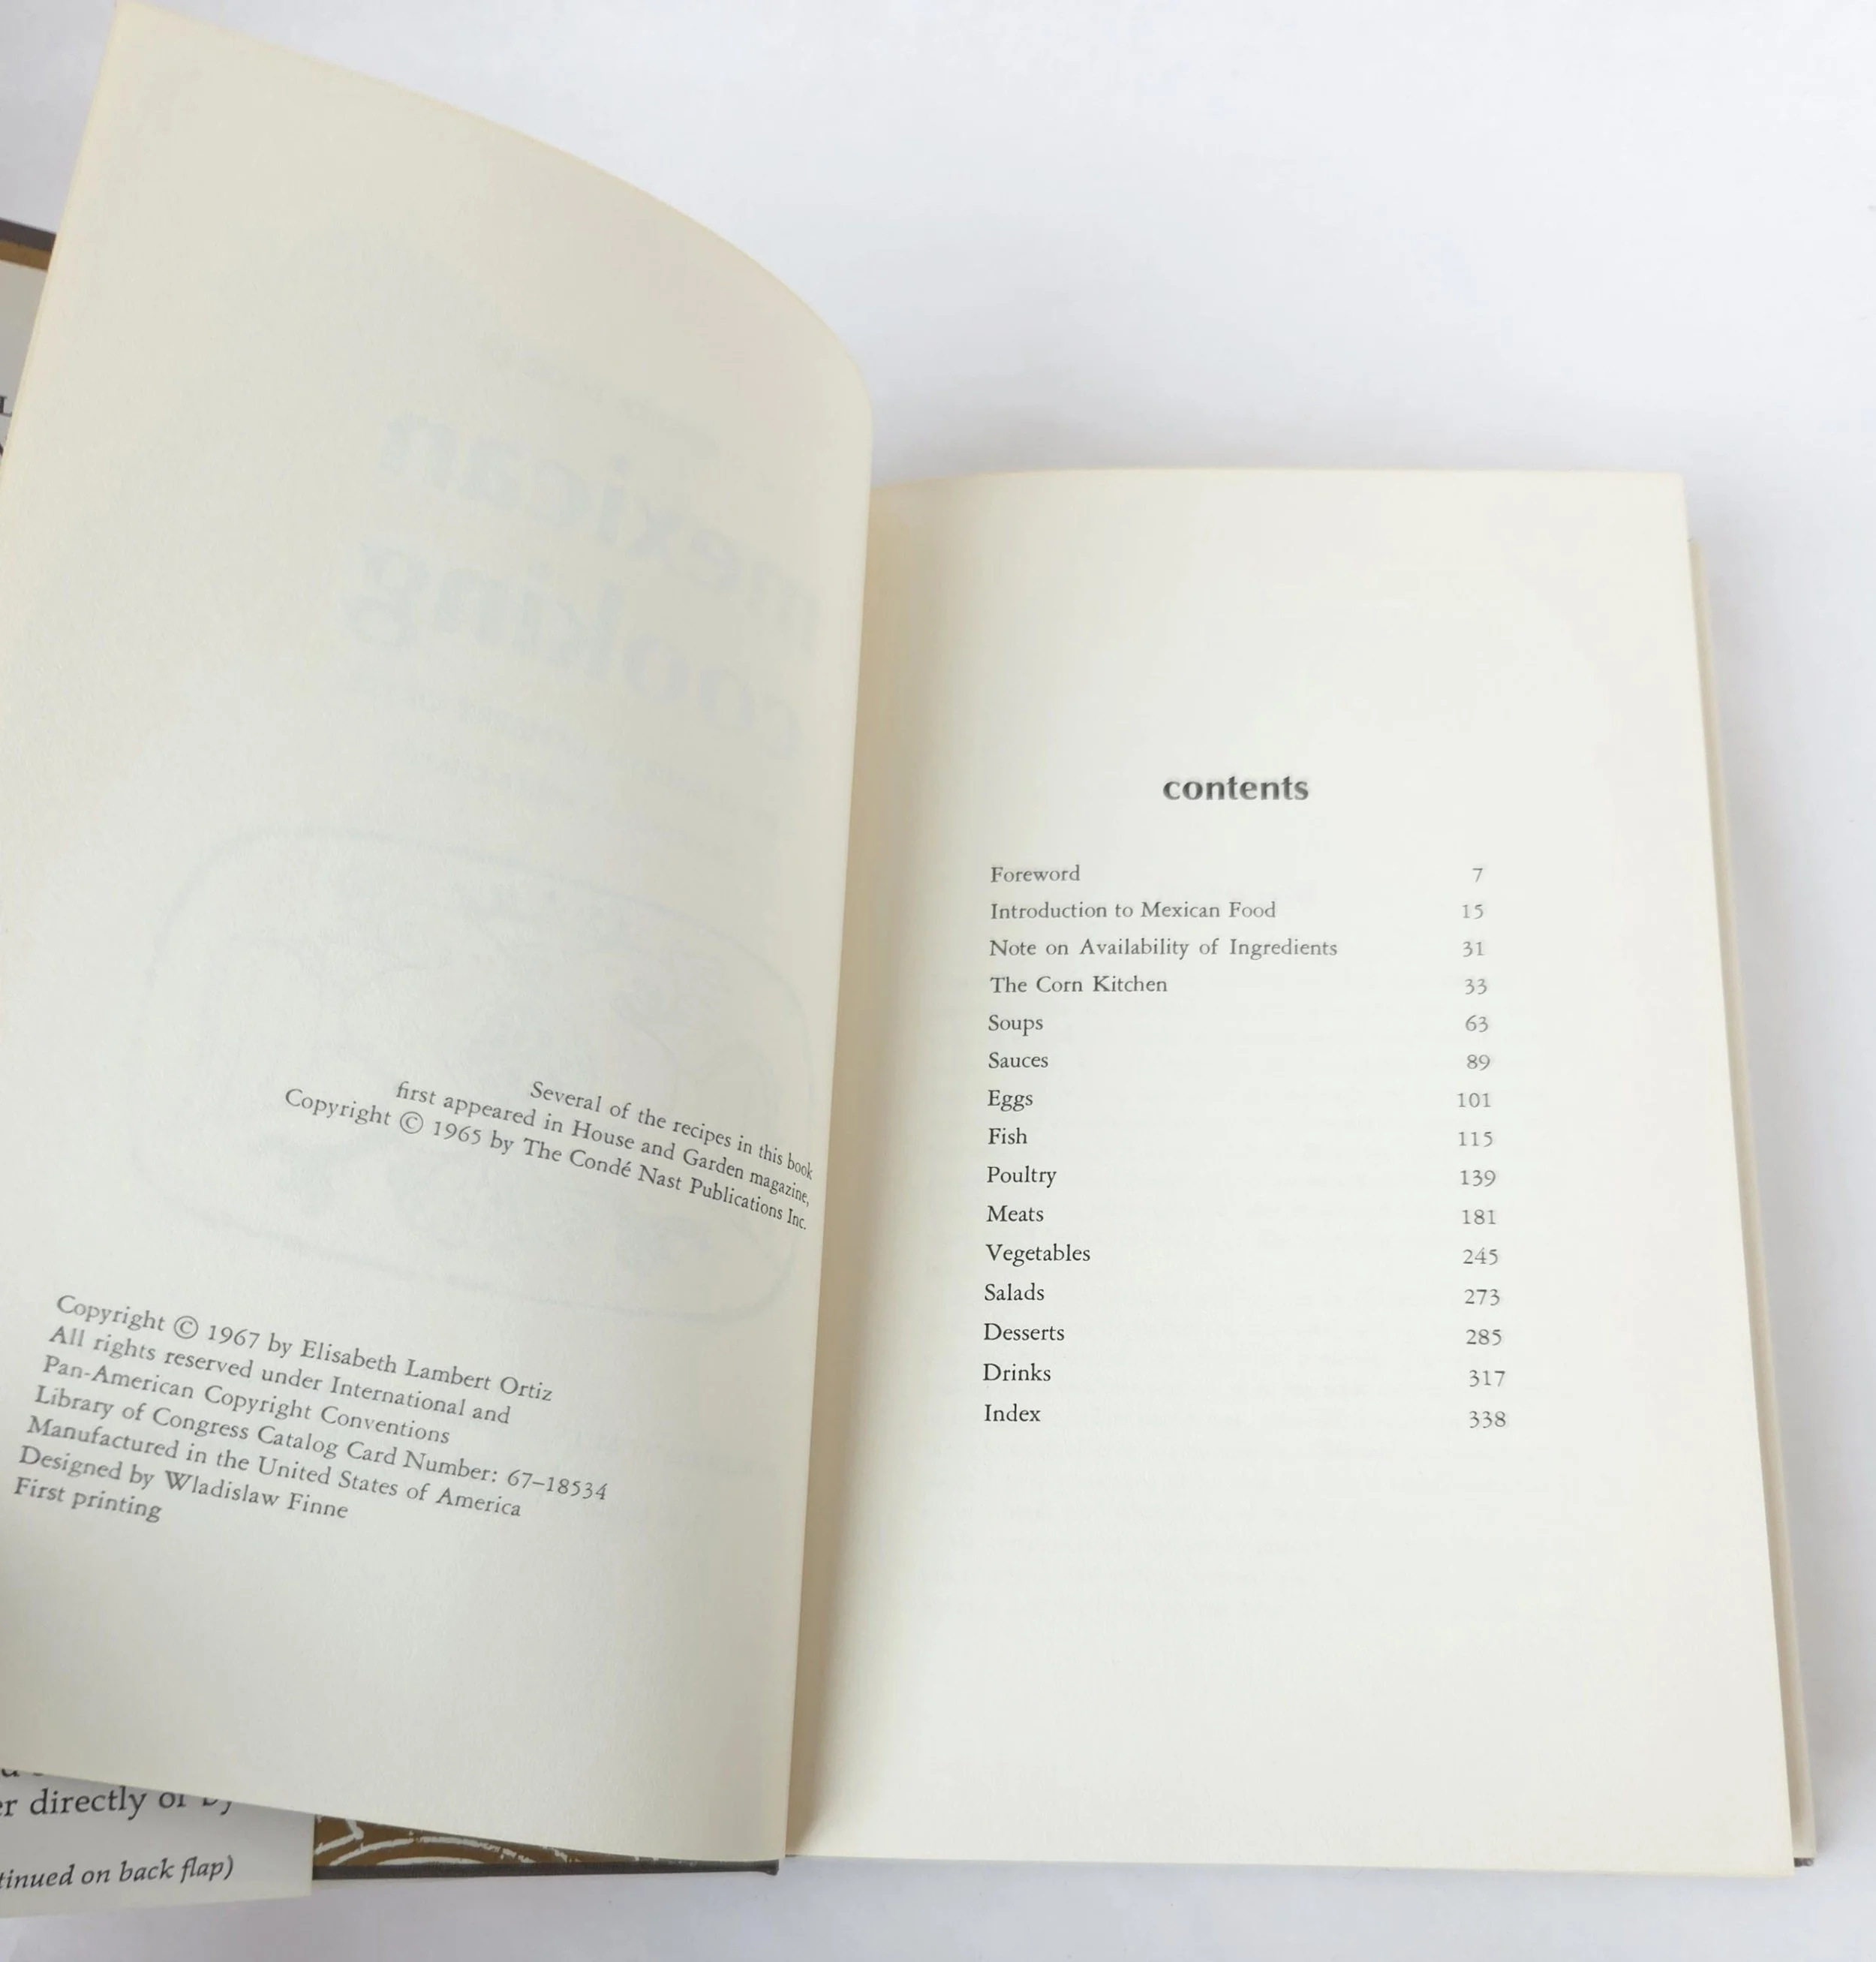 Several of the recipes in this book
first appeared in House and Garden magazine,
Copyright © 1965 by The Condé Nast Publications Inc.
Copyright © 1967 by Elisabeth Lambert Ortiz
All rights reserved under International and
Pan-American Copyright Conventions
Library of Congress Catalog Card Number: 67–18534
Manufactured in the United States of America
Designed by Wladislaw Finne
First printing
directly or by
tinued on back flap)
mexican
cooking
contents
Foreword 7
Introduction to Mexican Food 15
Note on Availability of Ingredients 31
The Corn Kitchen 33
Soups 63
Sauces 89
Eggs 101
Fish 115
Poultry 139
Meats 181
Vegetables 245
Salads 273
Desserts 285
Drinks 317
Index 338